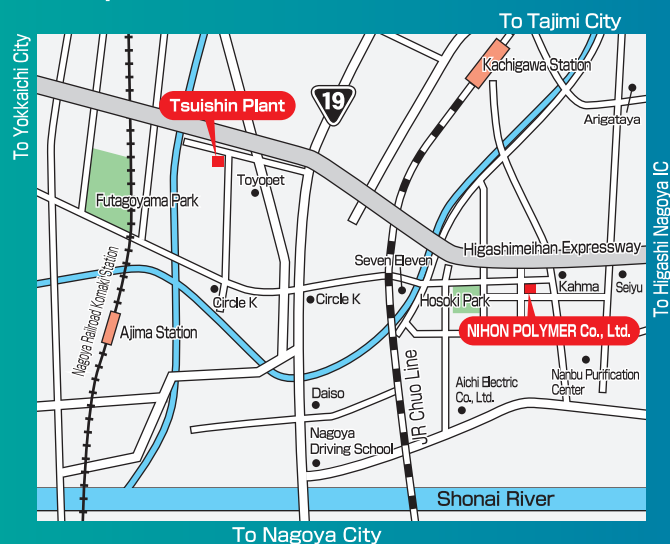 To Tajimi City
To Yokkaichi City
Kachigawa Station
19
Tsuishin Plant
Arigataya
Toyopet
Futagoyama Park
To Higashi Nagoya IC
Higashimeihan Expressway
Seven Eleven
Nagoya Railroad Komaki Station
Kahma
Seiyu
Circle K
Circle K
Hosoki Park
Ajima Station
NIHON POLYMER Co., Ltd.
JR Chuo Line
Nanbu Purification
Center
Aichi Electric
Co., Ltd.
Daiso
Nagoya
Driving School
Shonai River
To Nagoya City